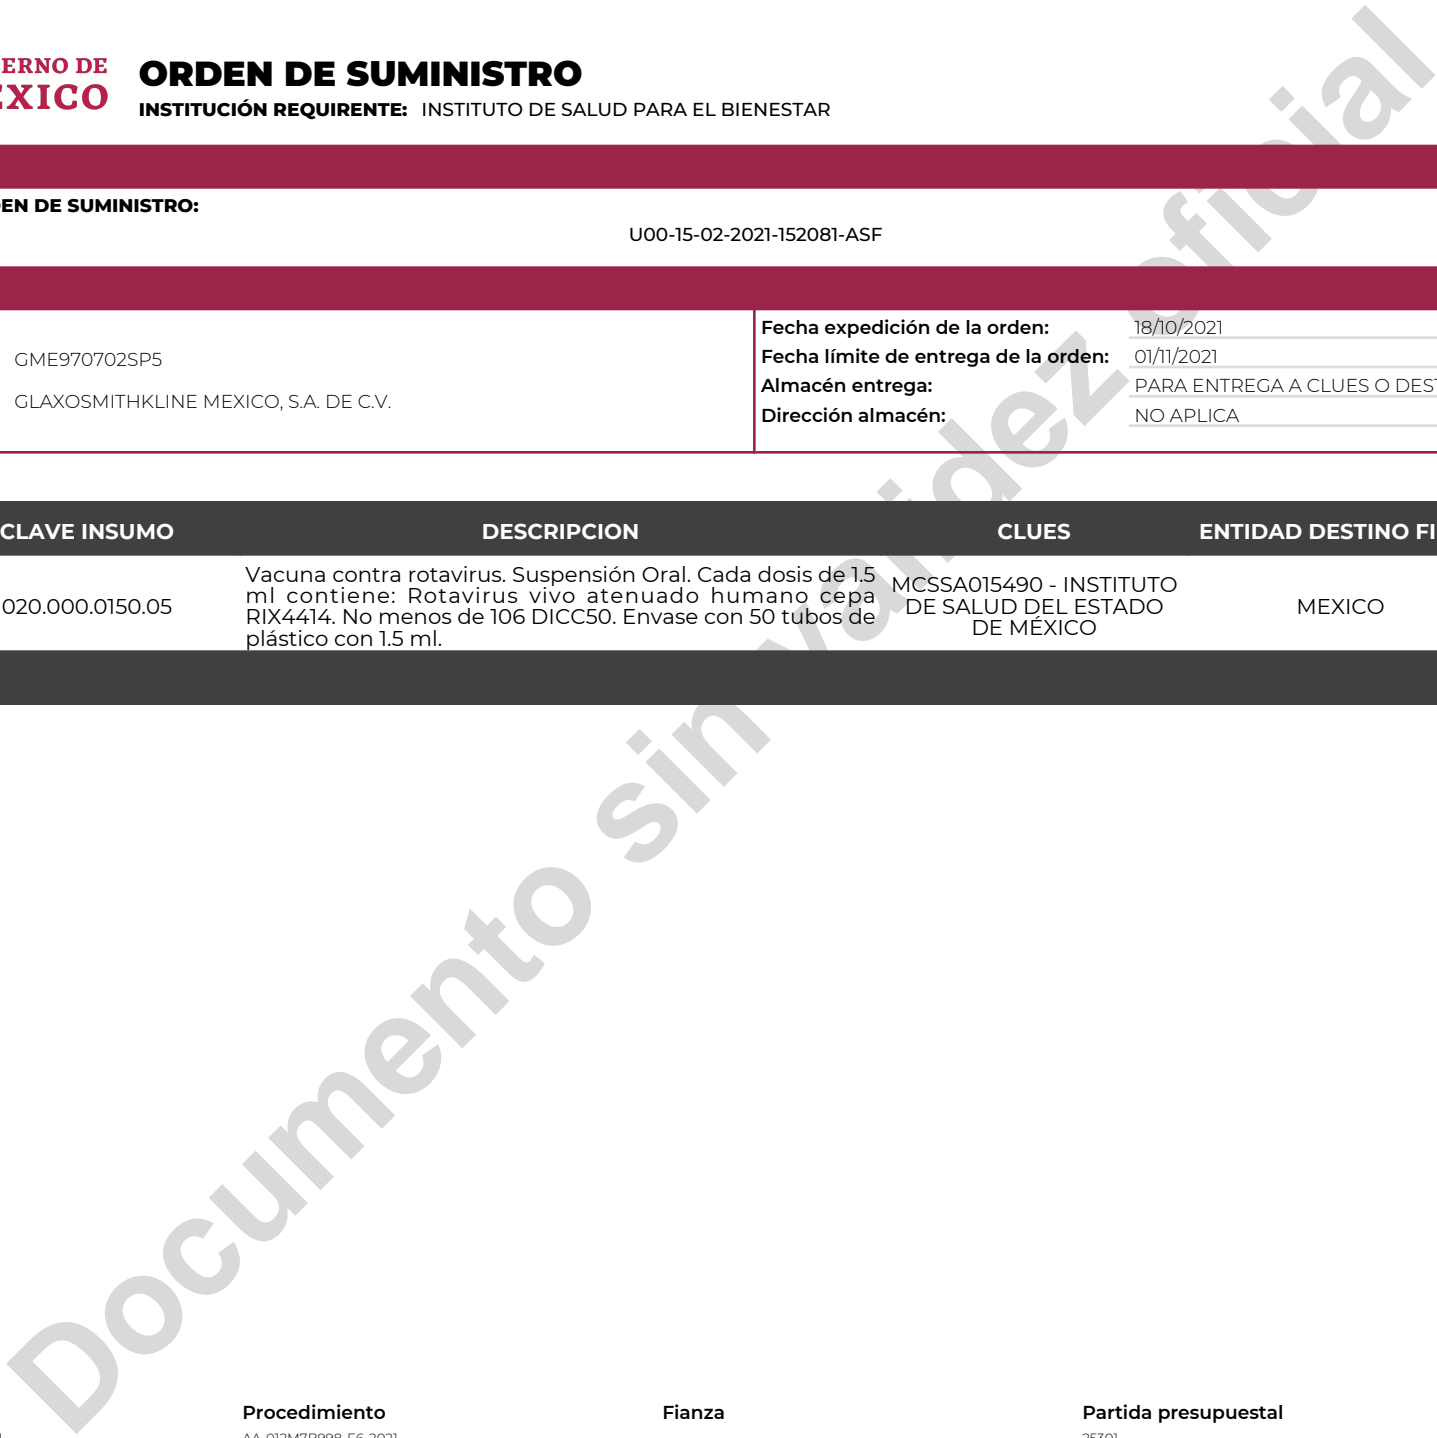 ERNO DE
ORDEN DE SUMINISTRO
EXICO
INSTITUCIÓN REQUIRENTE: INSTITUTO DE SALUD PARA EL BIENESTAR
EN DE SUMINISTRO:
U00-15-02-2021-152081-ASF
GME970702SP5
GLAXOSMITHKLINE MEXICO, S.A. DE C.V.
Fecha expedición de la orden: 18/10/2021
Fecha límite de entrega de la orden: 01/11/2021
Almacén entrega: PARA ENTREGA A CLUES O DEST
Dirección almacén: NO APLICA
CLAVE INSUMO DESCRIPCION CLUES ENTIDAD DESTINO FI
020.000.0150.05
Vacuna contra rotavirus. Suspensión Oral. Cada dosis de 1.5
ml contiene: Rotavirus vivo atenuado humano cepa
RIX4414. No menos de 106 DICC50. Envase con 50 tubos de
plástico con 1.5 ml.
MCSSA015490 - INSTITUTO
DE SALUD DEL ESTADO
DE MÉXICO
MEXICO
Documento sin validez oficial
Procedimiento Fianza Partida presupuestal
AA-012M7B998-E6-2021 25301